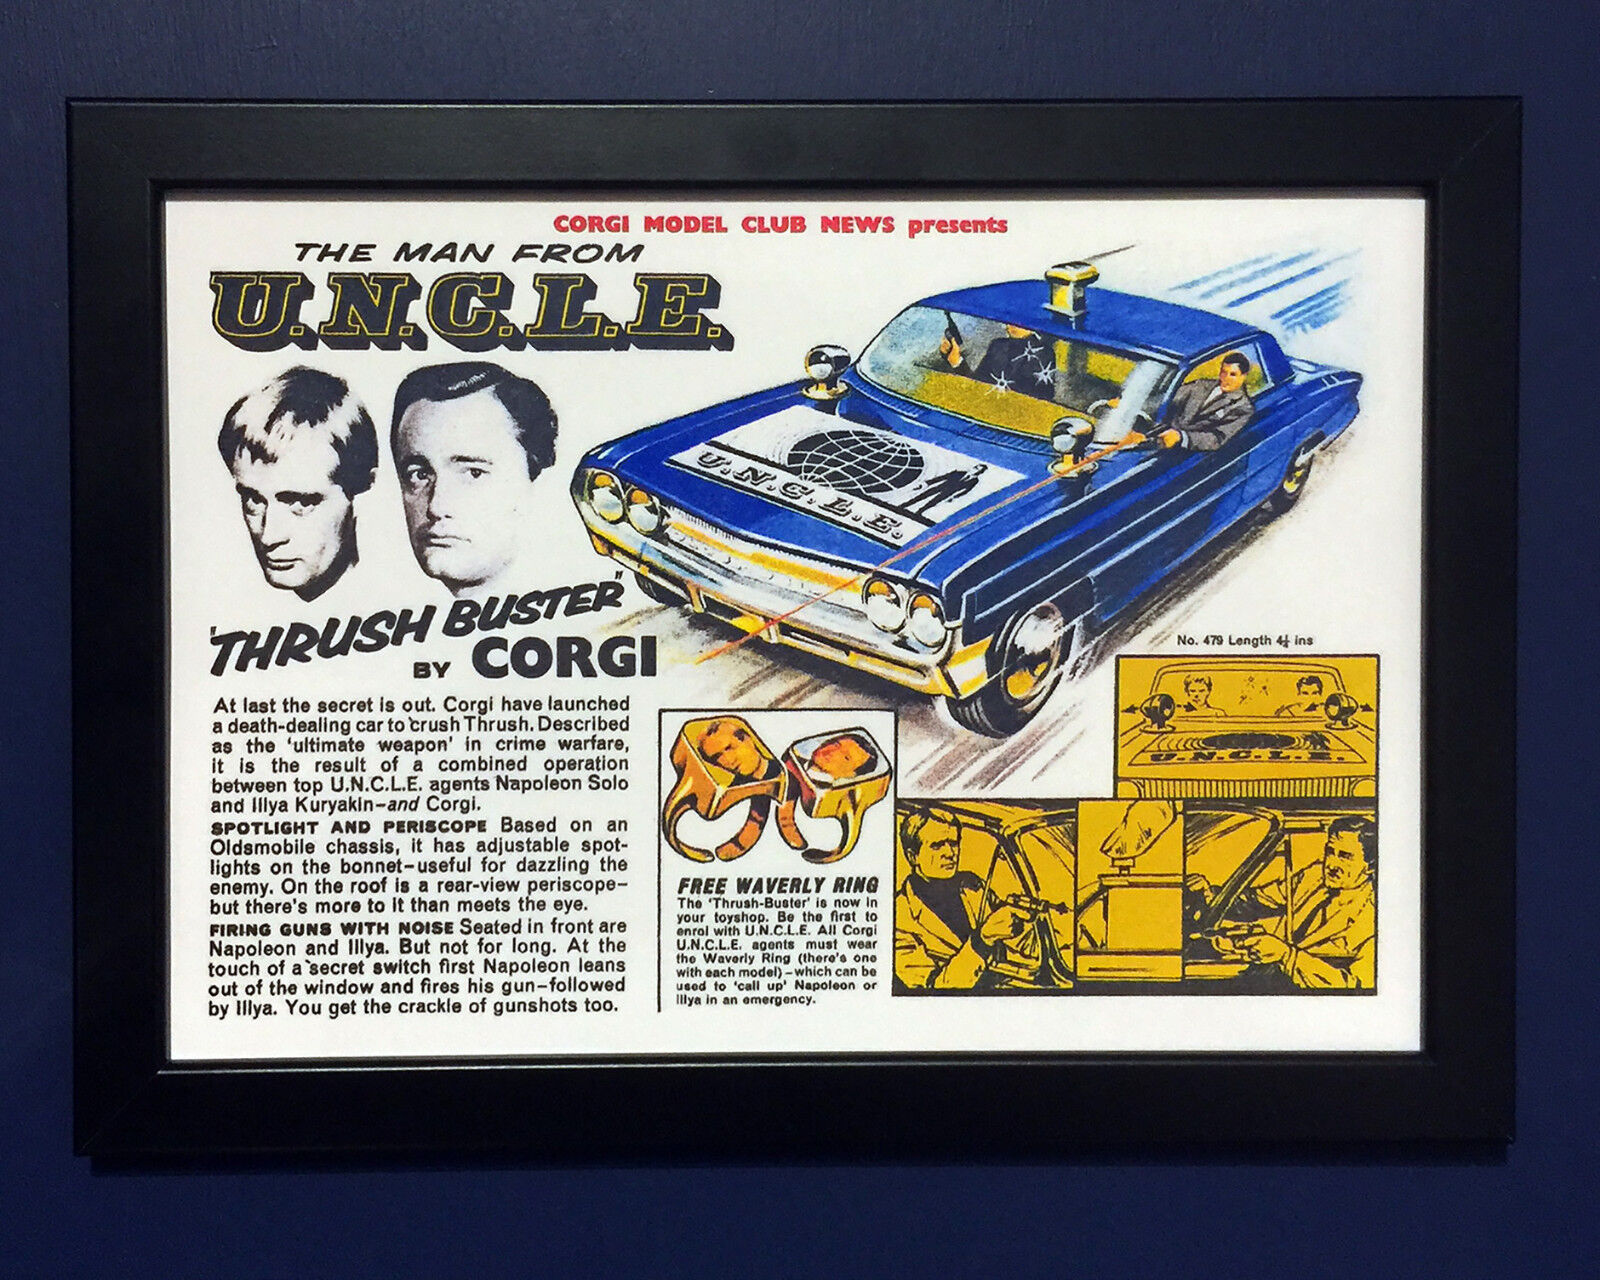 CORGI MODEL CLUB NEWS presents
THE MAN FROM
U.N.C.L.E.
U.N.C.L.E.
'THRUSH BUSTER'
BY CORGI
At last the secret is out. Corgi have launched
a death-dealing car to 'crush Thrush. Described
as the 'ultimate weapon' in crime warfare,
it is the result of a combined operation
between top U.N.C.L.E. agents Napoleon Solo
and Illya Kuryakin-and Corgi.
SPOTLIGHT AND PERISCOPE Based on an
Oldsmobile chassis, it has adjustable spot-
lights on the bonnet-useful for dazzling the
enemy. On the roof is a rear-view periscope-
but there's more to it than meets the eye.
FIRING GUNS WITH NOISE Seated in front are
Napoleon and Illya. But not for long. At the
touch of a secret switch first Napoleon leans
out of the window and fires his gun-followed
by Illya. You get the crackle of gunshots too.
FREE WAVERLY RING
The 'Thrush-Buster' is now in
your toyshop. Be the first to
enrol with U.N.C.L.E. All Corgi
U.N.C.L.E. agents must wear
the Waverly Ring (there's one
with each model)-which can be
used to 'call up' Napoleon or
Illya in an emergency.
No. 479 Length 4¼ ins
U.N.C.L.E.